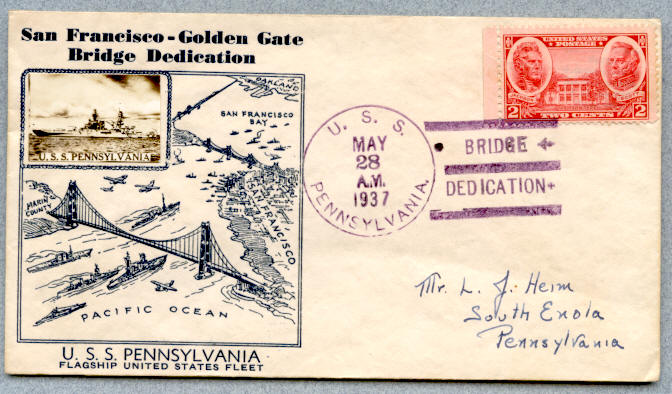 San Francisco - Golden Gate
Bridge Dedication
U. S. S. PENNSYLVANIA
OAKLAND
SAN FRANCISCO
BAY
MARIN
COUNTY
SAN FRANCISCO
PACIFIC OCEAN
U. S. S. PENNSYLVANIA
FLAGSHIP UNITED STATES FLEET
U. S. S.
MAY
28
A.M.
1937
PENNSYLVANIA
BRIDGE
DEDICATION
UNITED STATES
POSTAGE
2 TWO CENTS 2
Mr. L. J. Heim
South Enola
Pennsylvania